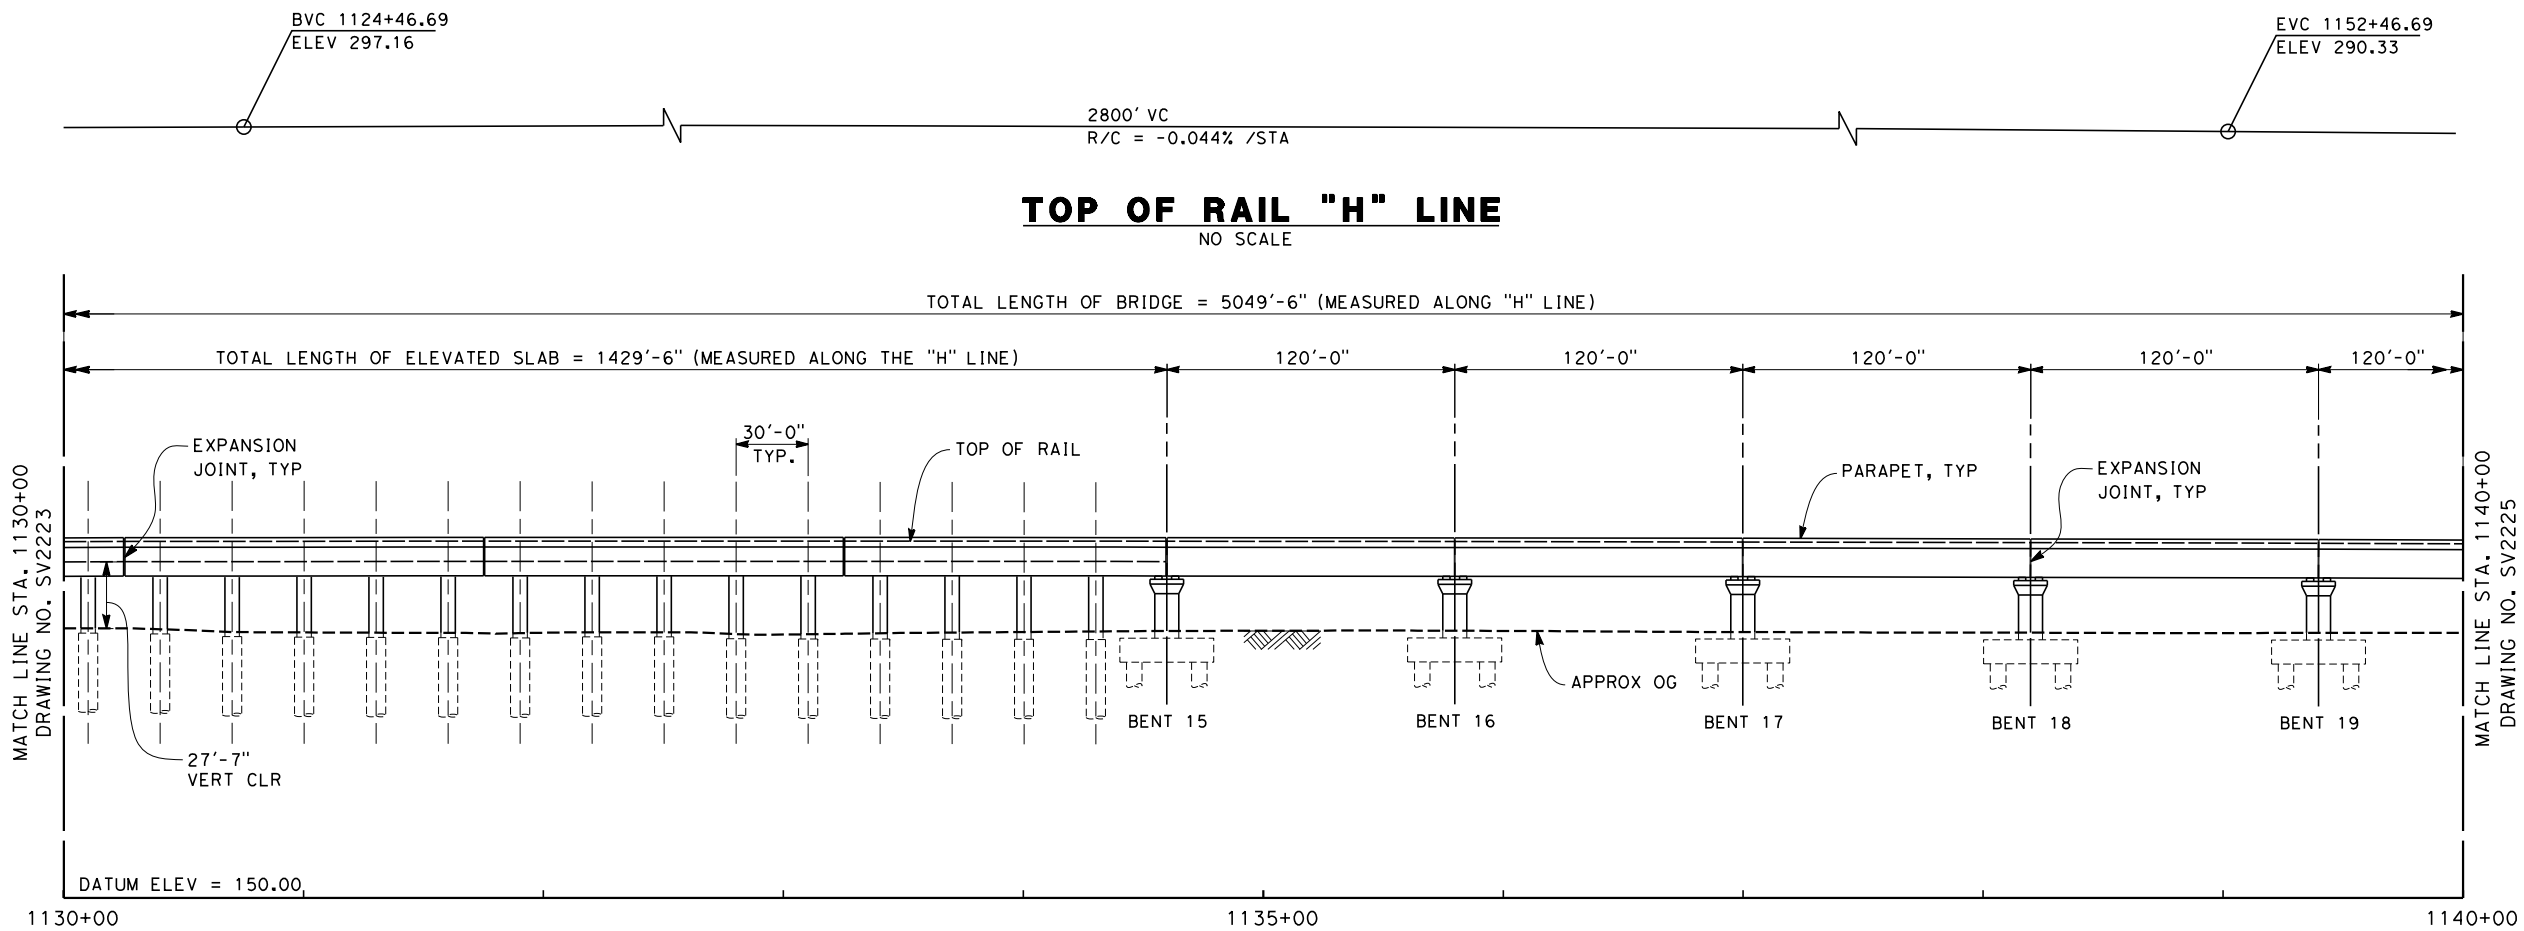 BVC 1124+46.69
ELEV 297.16
EVC 1152+46.69
ELEV 290.33
2800' VC
R/C = -0.044% /STA
TOP OF RAIL "H" LINE
NO SCALE
TOTAL LENGTH OF BRIDGE = 5049'-6" (MEASURED ALONG "H" LINE)
TOTAL LENGTH OF ELEVATED SLAB = 1429'-6" (MEASURED ALONG THE "H" LINE)
120'-0"
120'-0"
120'-0"
120'-0"
120'-0"
EXPANSION
JOINT, TYP
30'-0"
TYP.
TOP OF RAIL
PARAPET, TYP
EXPANSION
JOINT, TYP
MATCH LINE STA. 1130+00
DRAWING NO. SV2223
MATCH LINE STA. 1140+00
DRAWING NO. SV2225
APPROX OG
BENT 15
BENT 16
BENT 17
BENT 18
BENT 19
27'-7"
VERT CLR
DATUM ELEV = 150.00
1130+00
1135+00
1140+00